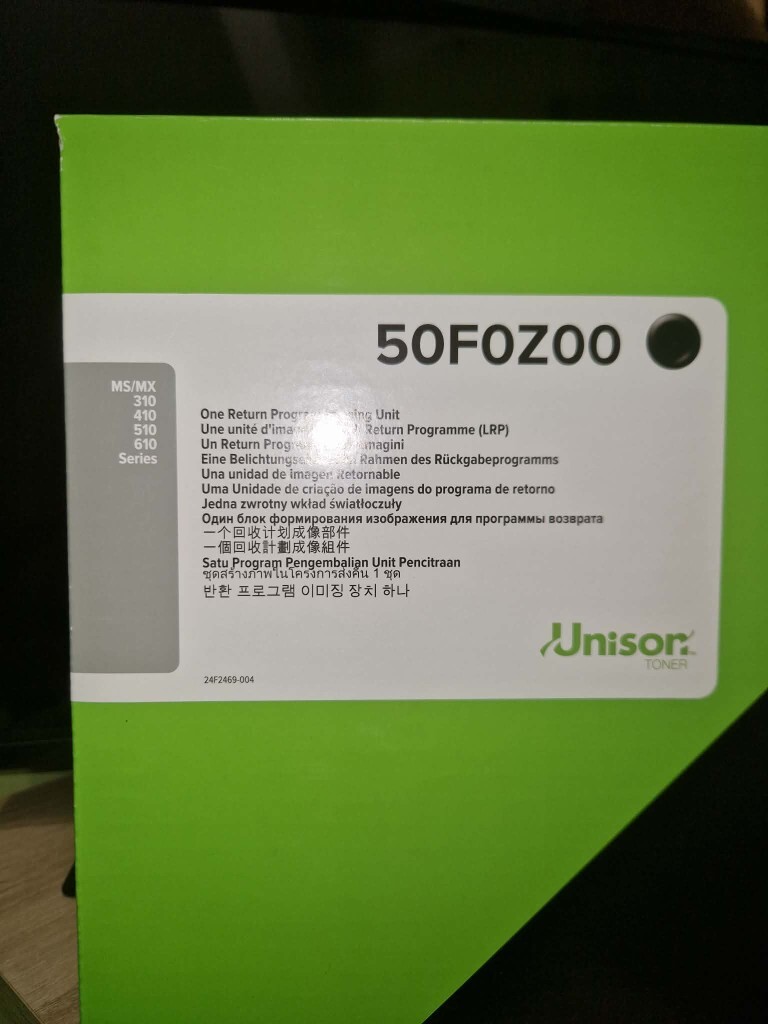 50F0Z00
MS/MX
310
410
510
610
Series
One Return Unit
Une unité Return Programme (LRP)
Un Return
Eine Rahmen des Rückgabeprogramms
Una unidad de imagen Retornable
Uma Unidade de criação de imagens do programa de retorno
Jedna zwrotny wkład światłoczuły
Один блок формирования изображения для программы возврата
一个回收计划成像部件
一個回收計劃成像組件
Satu Program Pengembalian Unit Pencitraan
ชุดสร้างภาพในโครงการส่งคืน 1 ชุด
반환 프로그램 이미징 장치 하나
Unison™
TONER
24F2469-004